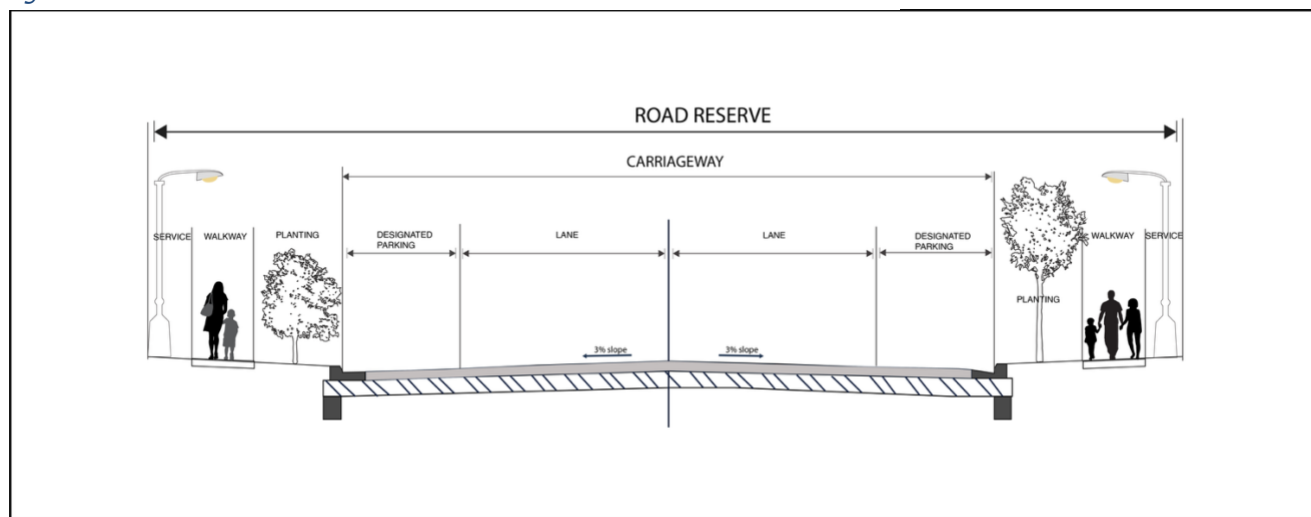 ROAD RESERVE
CARRIAGEWAY
SERVICE
WALKWAY
PLANTING
DESIGNATED
PARKING
LANE
LANE
DESIGNATED
PARKING
PLANTING
WALKWAY
SERVICE
3% slope
3% slope